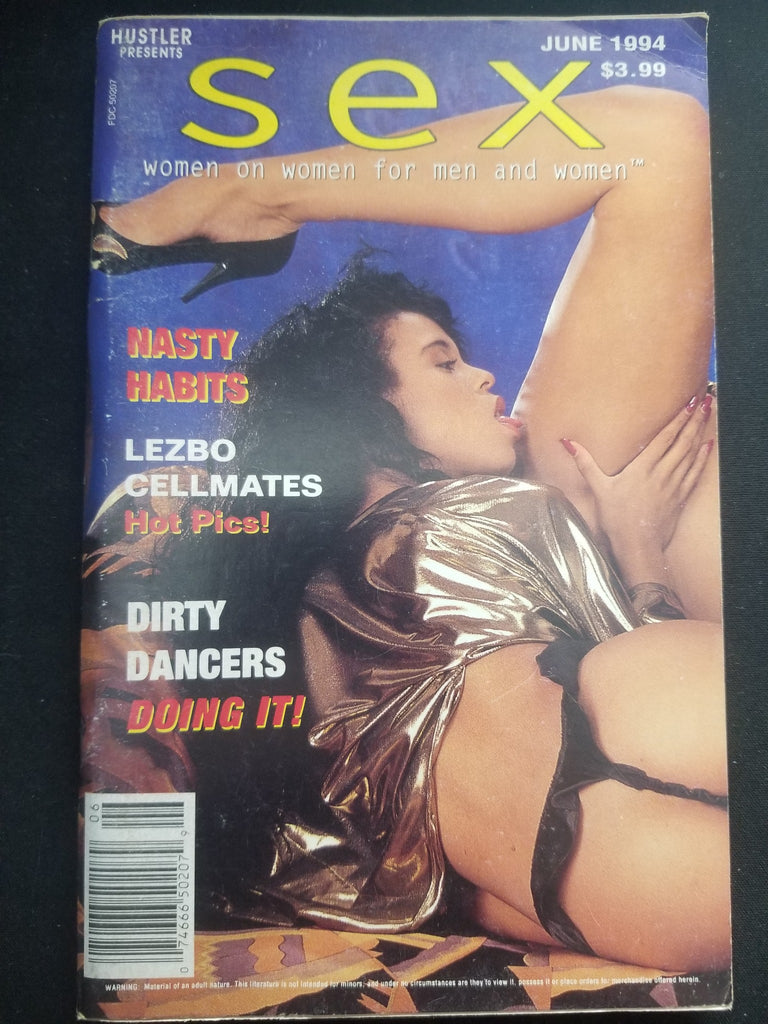 HUSTLER
PRESENTS
JUNE 1994
$3.99
sex
women on women for men and women™
FDC 50207
NASTY
HABITS
LEZBO
CELLMATES
Hot Pics!
DIRTY
DANCERS
DOING IT!
06
0 74666 50207 9
WARNING: Material of an adult nature. This literature is not intended for minors, and under no circumstances are they to view it, possess it or place orders for merchandise offered herein.